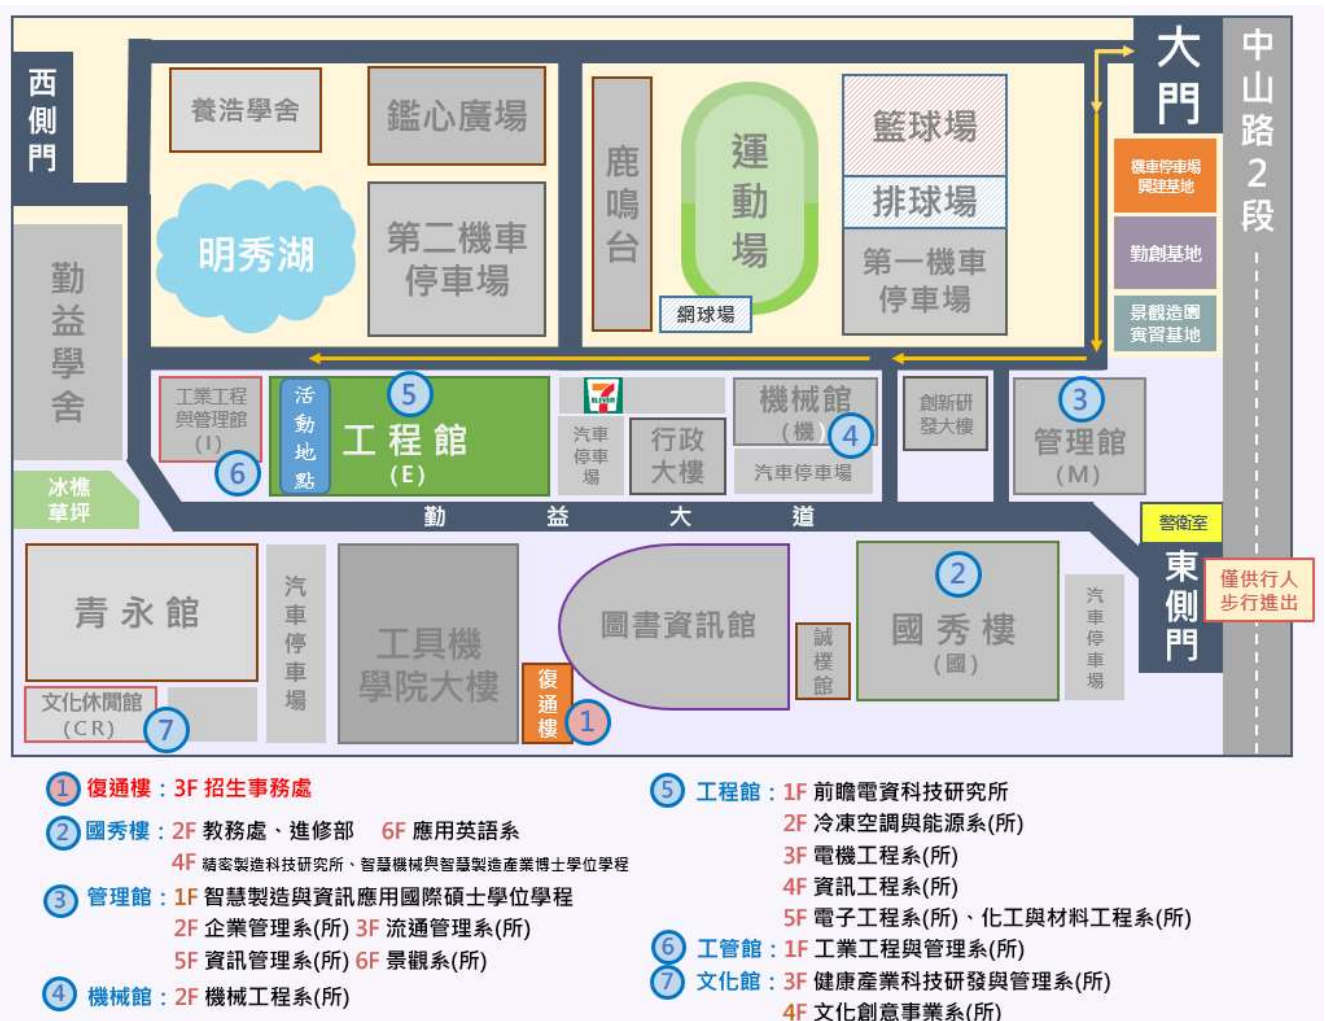 大門
中山路2段
西側門
養浩學舍
鑑心廣場
鹿鳴台
運動場
籃球場
排球場
機車停車場
興建基地
明秀湖
第二機車
停車場
網球場
第一機車
停車場
勤創基地
景觀造園
實習基地
勤益學舍
工業工程
與管理館
(I)
6
活動地點
5
工程館
(E)
7
ELEVEN
汽車
停車
場
行政
大樓
機械館
(機)
4
汽車停車場
創新研
發大樓
3
管理館
(M)
冰樵
草坪
勤益大道
警衛室
東側門
僅供行人
步行進出
青永館
汽車停車場
工具機
學院大樓
復通樓
1
圖書資訊館
誠樸館
2
國秀樓
(國)
汽車停車場
文化休閒館
(CR)
7
1 復通樓：3F 招生事務處
2 國秀樓：2F 教務處、進修部 6F 應用英語系
4F 精密製造科技研究所、智慧機械與智慧製造產業博士學位學程
3 管理館：1F 智慧製造與資訊應用國際碩士學位學程
2F 企業管理系(所) 3F 流通管理系(所)
5F 資訊管理系(所) 6F 景觀系(所)
4 機械館：2F 機械工程系(所)
5 工程館：1F 前瞻電資科技研究所
2F 冷凍空調與能源系(所)
3F 電機工程系(所)
4F 資訊工程系(所)
5F 電子工程系(所)、化工與材料工程系(所)
6 工管館：1F 工業工程與管理系(所)
7 文化館：3F 健康產業科技研發與管理系(所)
4F 文化創意事業系(所)